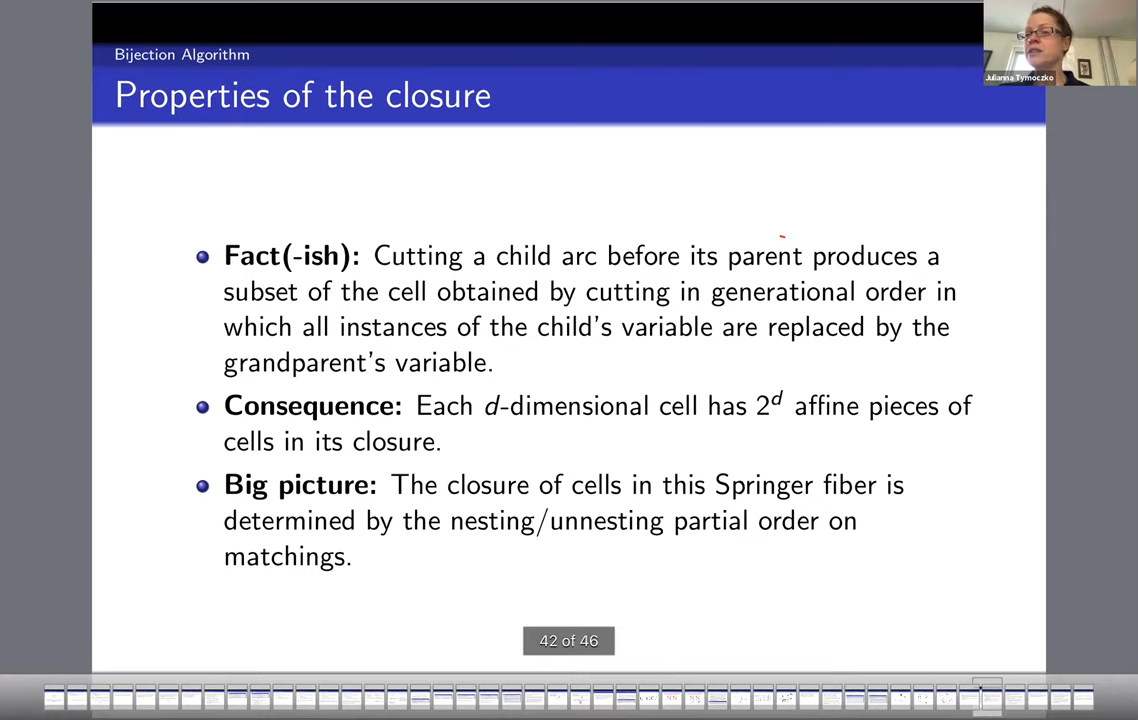 Bijection Algorithm
Properties of the closure
Julianna Tymoczko
Fact(-ish): Cutting a child arc before its parent produces a
subset of the cell obtained by cutting in generational order in
which all instances of the child's variable are replaced by the
grandparent's variable.
Consequence: Each d-dimensional cell has 2^d affine pieces of
cells in its closure.
Big picture: The closure of cells in this Springer fiber is
determined by the nesting/unnesting partial order on
matchings.
42 of 46